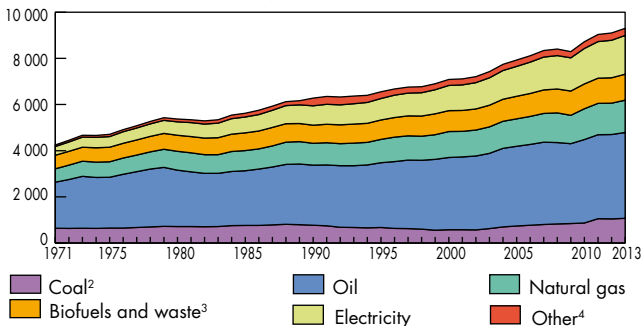 10 000
8 000
6 000
4 000
2 000
0
1971 1975 1980 1985 1990 1995 2000 2005 2010 2013
Coal² Oil Natural gas
Biofuels and waste³ Electricity Other⁴